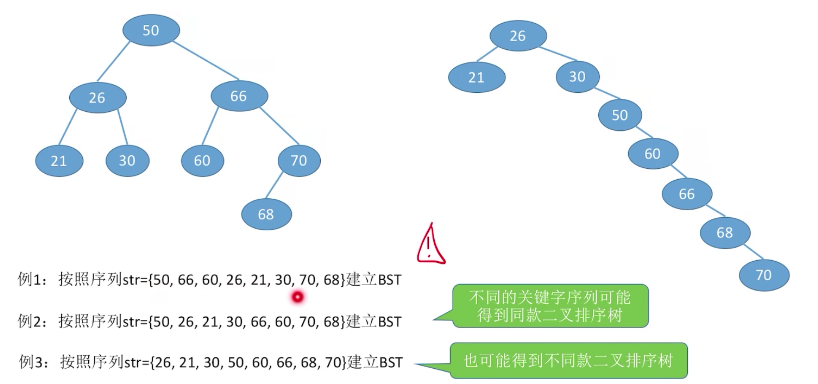 50
26
26
66
21
30
50
21
30
60
70
60
68
66
68
70
!
例1：按照序列str={50, 66, 60, 26, 21, 30, 70, 68}建立BST
不同的关键字序列可能
得到同款二叉排序树
例2：按照序列str={50, 26, 21, 30, 66, 60, 70, 68}建立BST
例3：按照序列str={26, 21, 30, 50, 60, 66, 68, 70}建立BST
也可能得到不同款二叉排序树